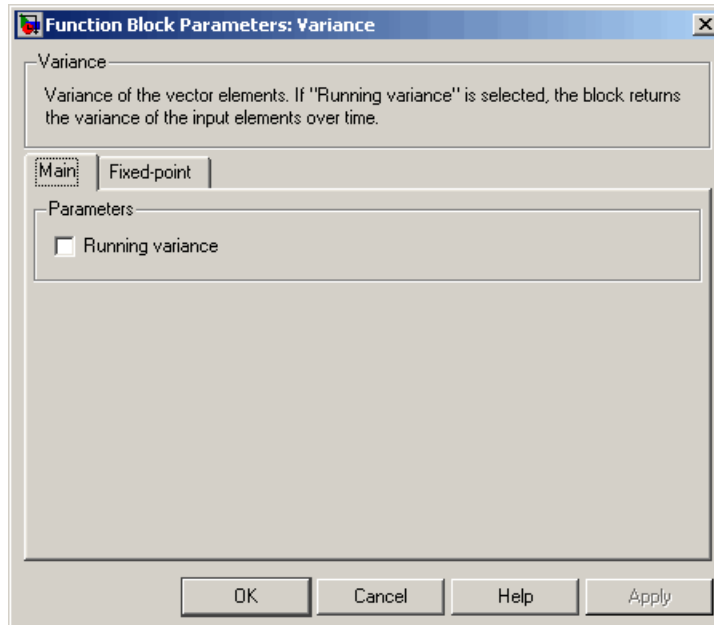 Function Block Parameters: Variance
Variance
Variance of the vector elements. If "Running variance" is selected, the block returns
the variance of the input elements over time.
Main Fixed-point
Parameters
Running variance
OK Cancel Help Apply